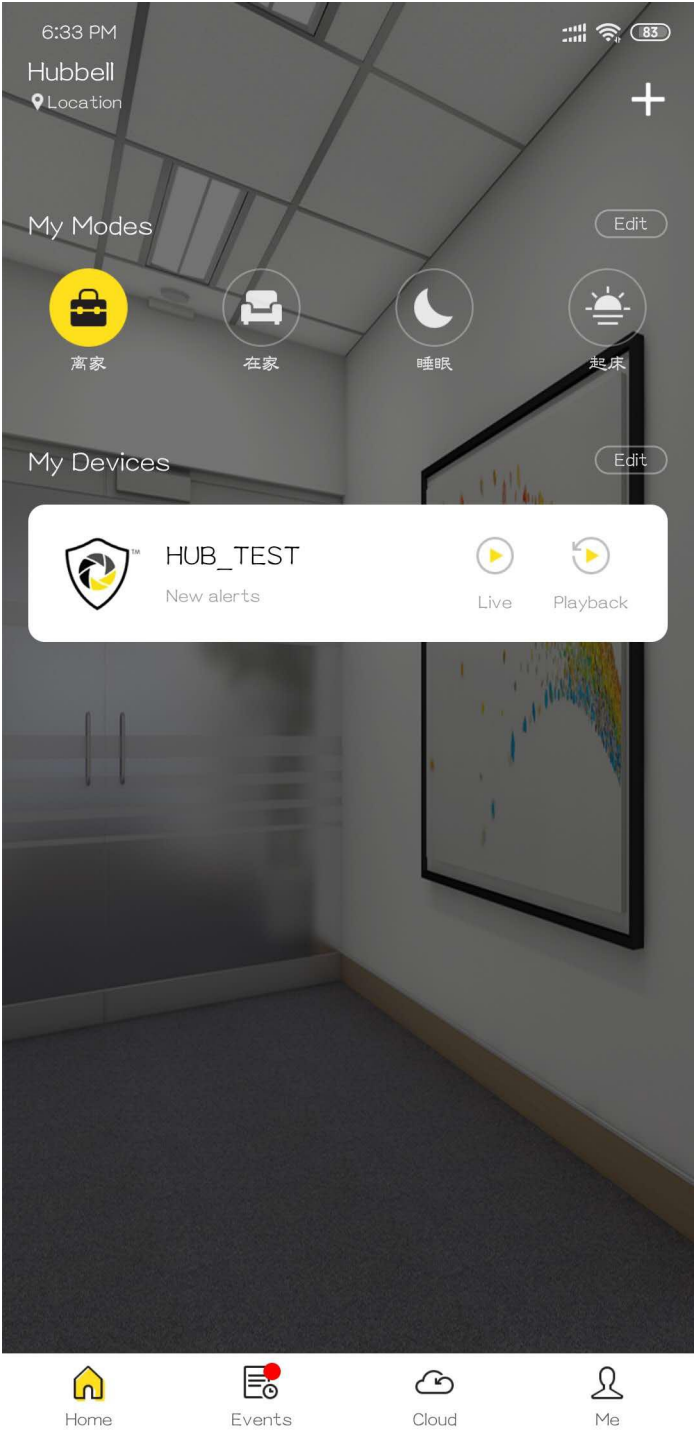 6:33 PM
83
Hubbell
Location
My Modes
Edit
离家
在家
睡眠
起床
My Devices
Edit
TM
HUB_TEST
New alerts
Live
Playback
Home
Events
Cloud
Me